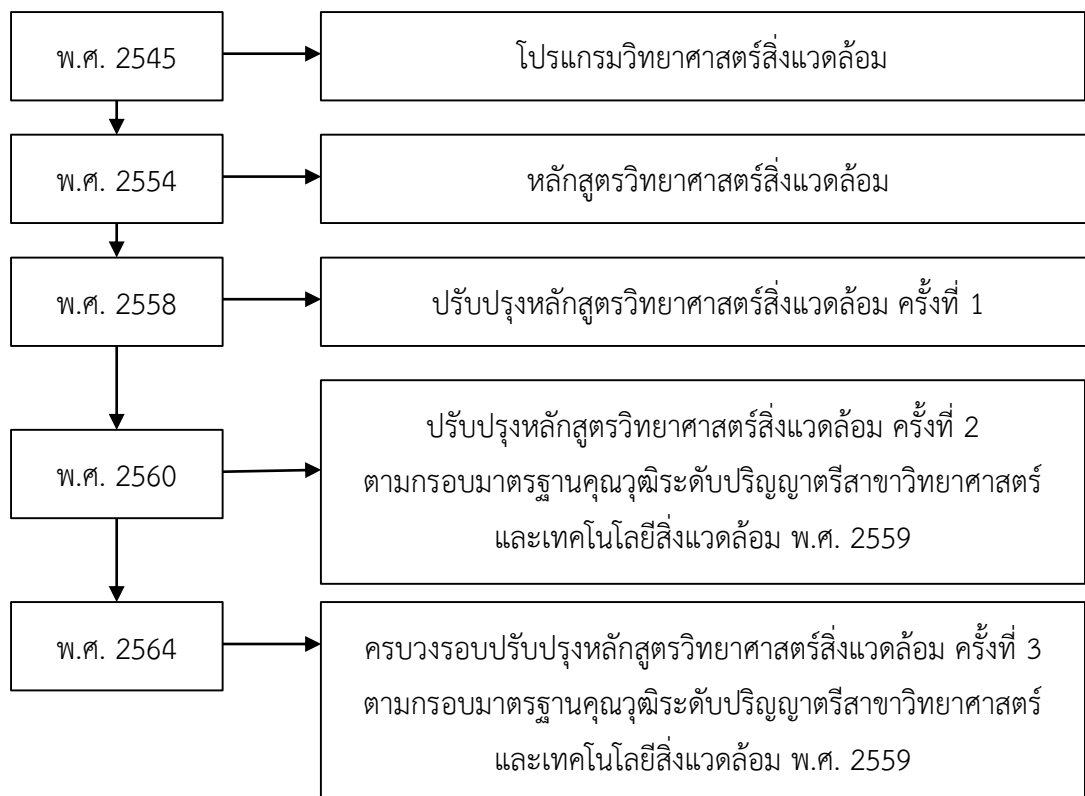 พ.ศ. 2545
โปรแกรมวิทยาศาสตร์สิ่งแวดล้อม
พ.ศ. 2554
หลักสูตรวิทยาศาสตร์สิ่งแวดล้อม
พ.ศ. 2558
ปรับปรุงหลักสูตรวิทยาศาสตร์สิ่งแวดล้อม ครั้งที่ 1
พ.ศ. 2560
ปรับปรุงหลักสูตรวิทยาศาสตร์สิ่งแวดล้อม ครั้งที่ 2
ตามกรอบมาตรฐานคุณวุฒิระดับปริญญาตรีสาขาวิทยาศาสตร์
และเทคโนโลยีสิ่งแวดล้อม พ.ศ. 2559
พ.ศ. 2564
ครบวงรอบปรับปรุงหลักสูตรวิทยาศาสตร์สิ่งแวดล้อม ครั้งที่ 3
ตามกรอบมาตรฐานคุณวุฒิระดับปริญญาตรีสาขาวิทยาศาสตร์
และเทคโนโลยีสิ่งแวดล้อม พ.ศ. 2559